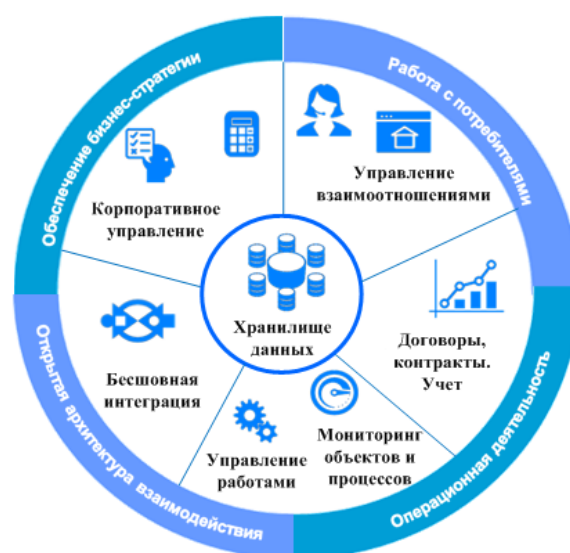 Обеспечение бизнес-стратегии
Работа с потребителями
Корпоративное
управление
Управление
взаимоотношениями
Хранилище
данных
Договоры,
контракты.
Учет
Бесшовная
интеграция
Управление
работами
Мониторинг
объектов и
процессов
Открытая архитектура взаимодействия
Операционная деятельность